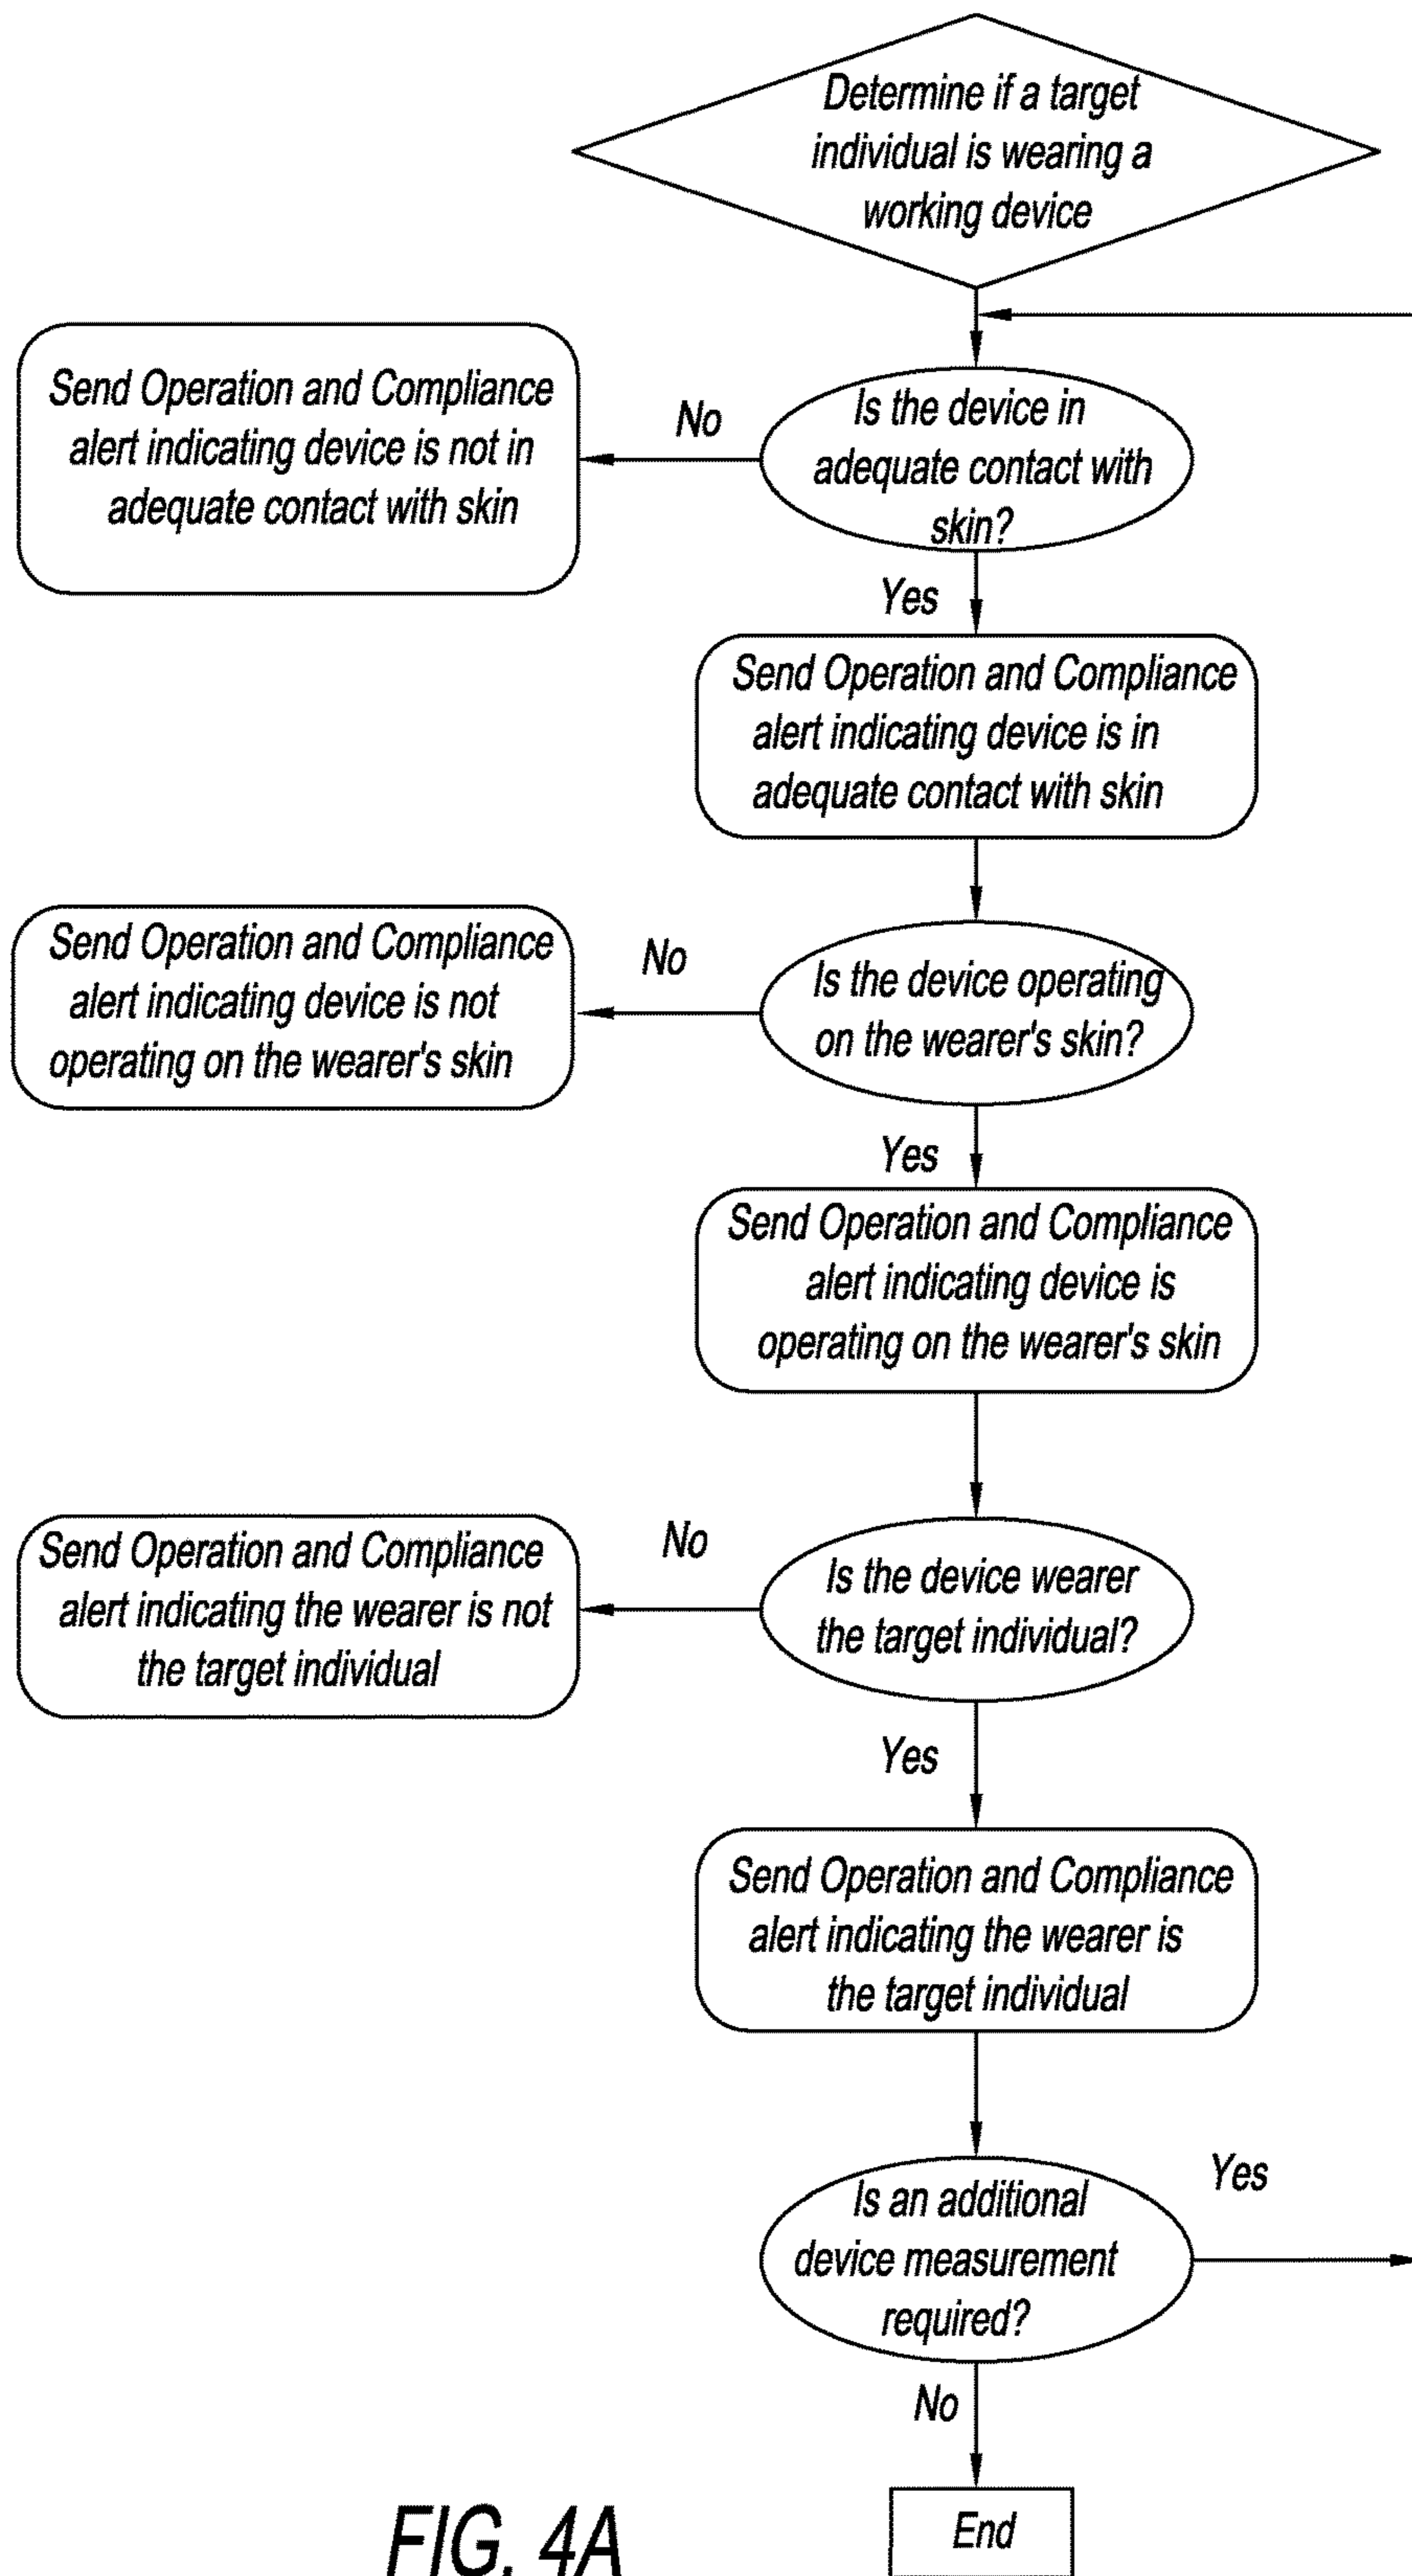 Determine if a target
individual is wearing a
working device
Send Operation and Compliance
alert indicating device is not in
adequate contact with skin
No
Is the device in
adequate contact with
skin?
Yes
Send Operation and Compliance
alert indicating device is in
adequate contact with skin
Send Operation and Compliance
alert indicating device is not
operating on the wearer's skin
No
Is the device operating
on the wearer's skin?
Yes
Send Operation and Compliance
alert indicating device is
operating on the wearer's skin
Send Operation and Compliance
alert indicating the wearer is not
the target individual
No
Is the device wearer
the target individual?
Yes
Send Operation and Compliance
alert indicating the wearer is
the target individual
Is an additional
device measurement
required?
Yes
No
End
FIG. 4A